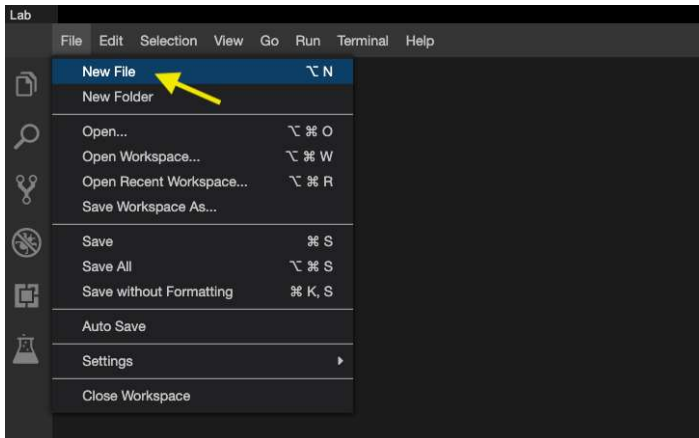 Lab
File Edit Selection View Go Run Terminal Help
New File ⌥ N
New Folder
Open... ⌥ ⌘ O
Open Workspace... ⌥ ⌘ W
Open Recent Workspace... ⌥ ⌘ R
Save Workspace As...
Save ⌘ S
Save All ⌥ ⌘ S
Save without Formatting ⌘ K, S
Auto Save
Settings
Close Workspace